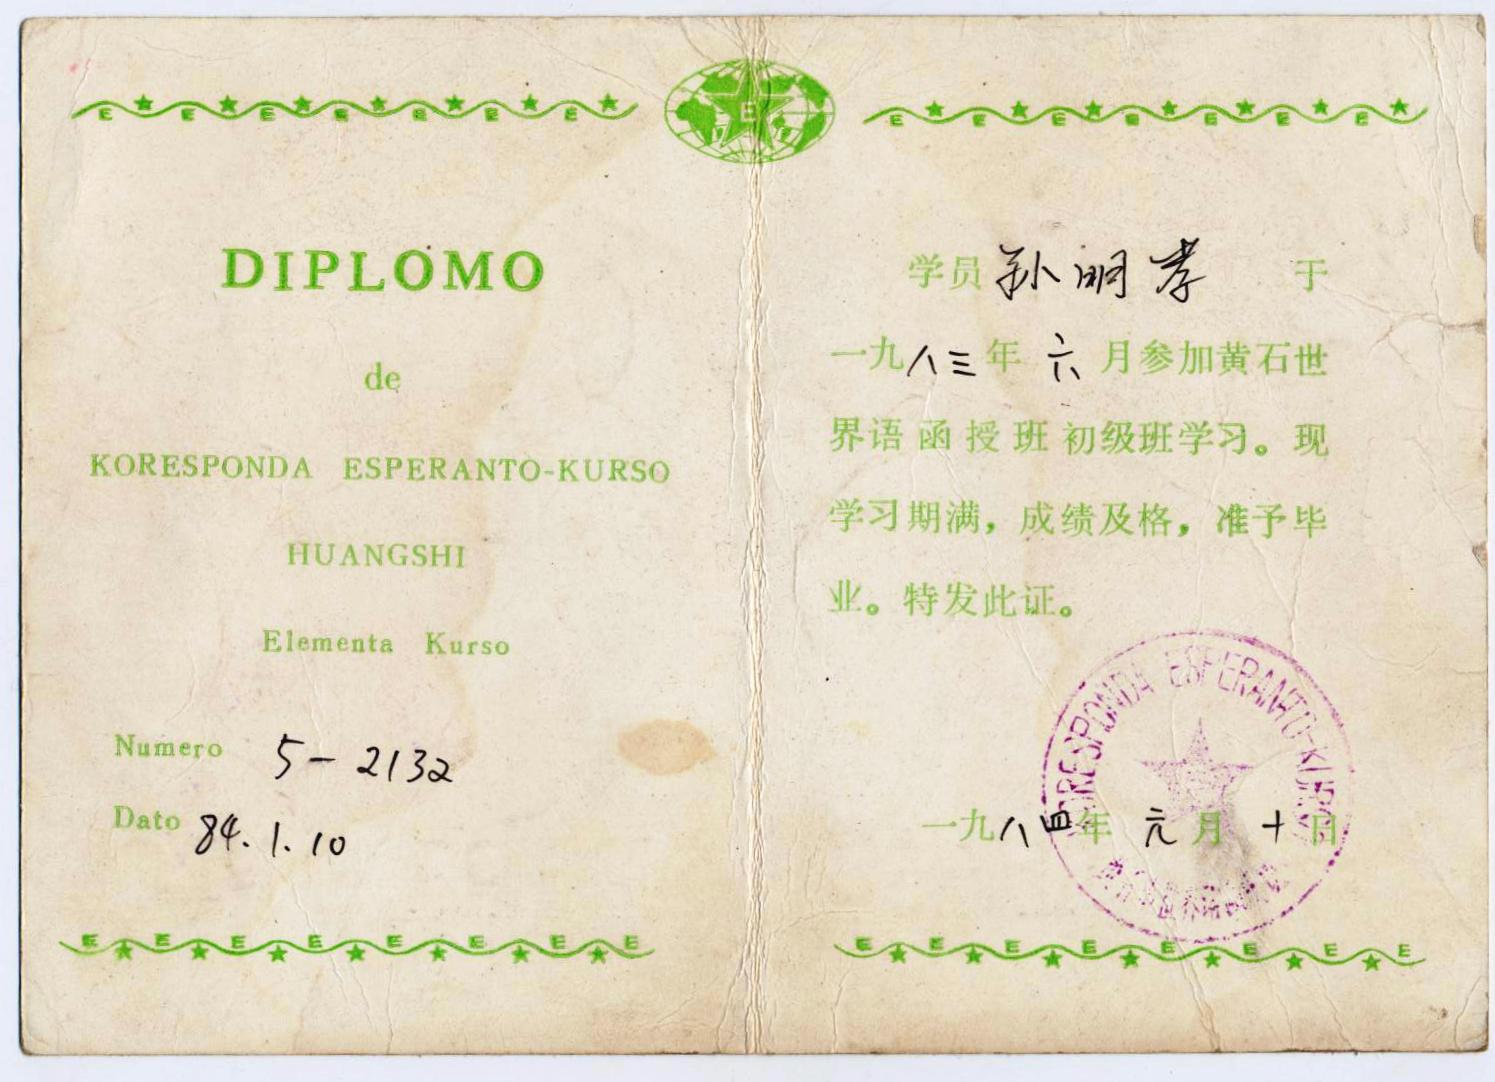 E E E E E E E
E
E E E E E E E
DIPLOMO
de
KORESPONDA ESPERANTO-KURSO
HUANGSHI
Elementa Kurso
Numero 5-2132
Dato 84.1.10
E E E E E E E E
学员孙明孝 于
一九八三年六月参加黄石世
界语函授班初级班学习。现
学习期满，成绩及格，准予毕
业。特发此证。
KORESPONDA ESPERANTO-KURSO
一九八四年元月十日
E E E E E E E E